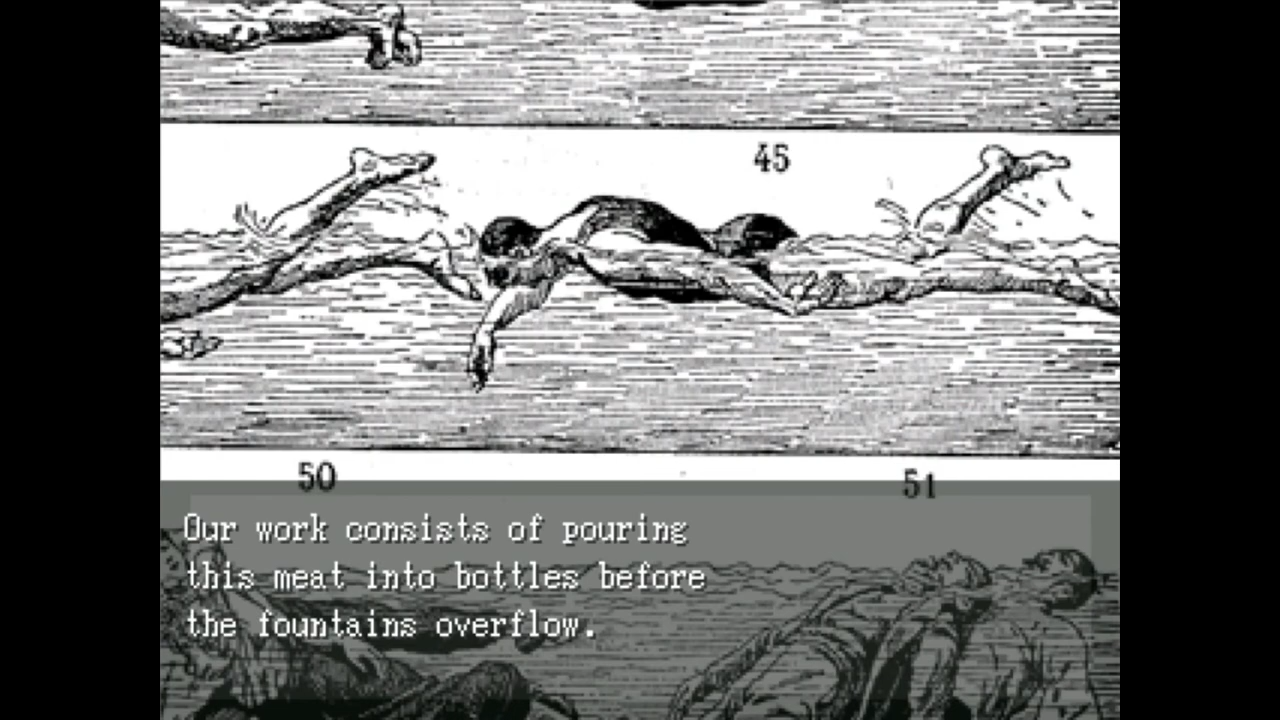 45
50 51
Our work consists of pouring
this meat into bottles before
the fountains overflow.